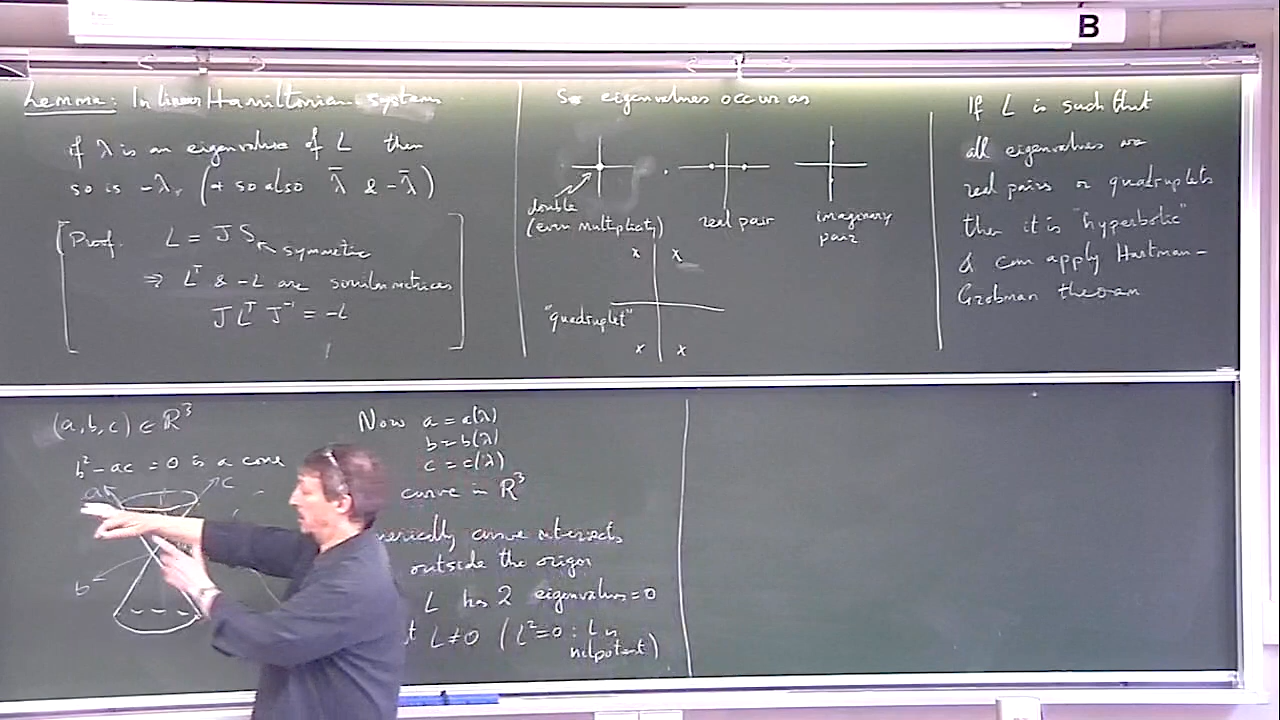 B
Lemma: In linear Hamiltonian systems
if λ is an eigenvalue of L then
so is -λ. (+ so also λ̄ & -λ̄)
Proof. L = J S
symmetric
⇒ Lᵀ & -L are similar matrices
J Lᵀ J⁻¹ = -L
So eigenvalues occur as
double
(even multiplicity)
real pair
imaginary
pair
x x
"quadruplet"
x x
If L is such that
all eigenvalues are
real pairs or quadruplets
then it is "hyperbolic"
& can apply Hartman-
Grobman theorem
(a,b,c) ∈ ℝ³
b²-ac = 0 is a cone
a c
b
Now a = a(λ)
b = b(λ)
c = c(λ)
curve in ℝ³
curve intersects
outside the origin
L has 2 eigenvalues = 0
L ≠ 0 (L² = 0 : L is
nilpotent)